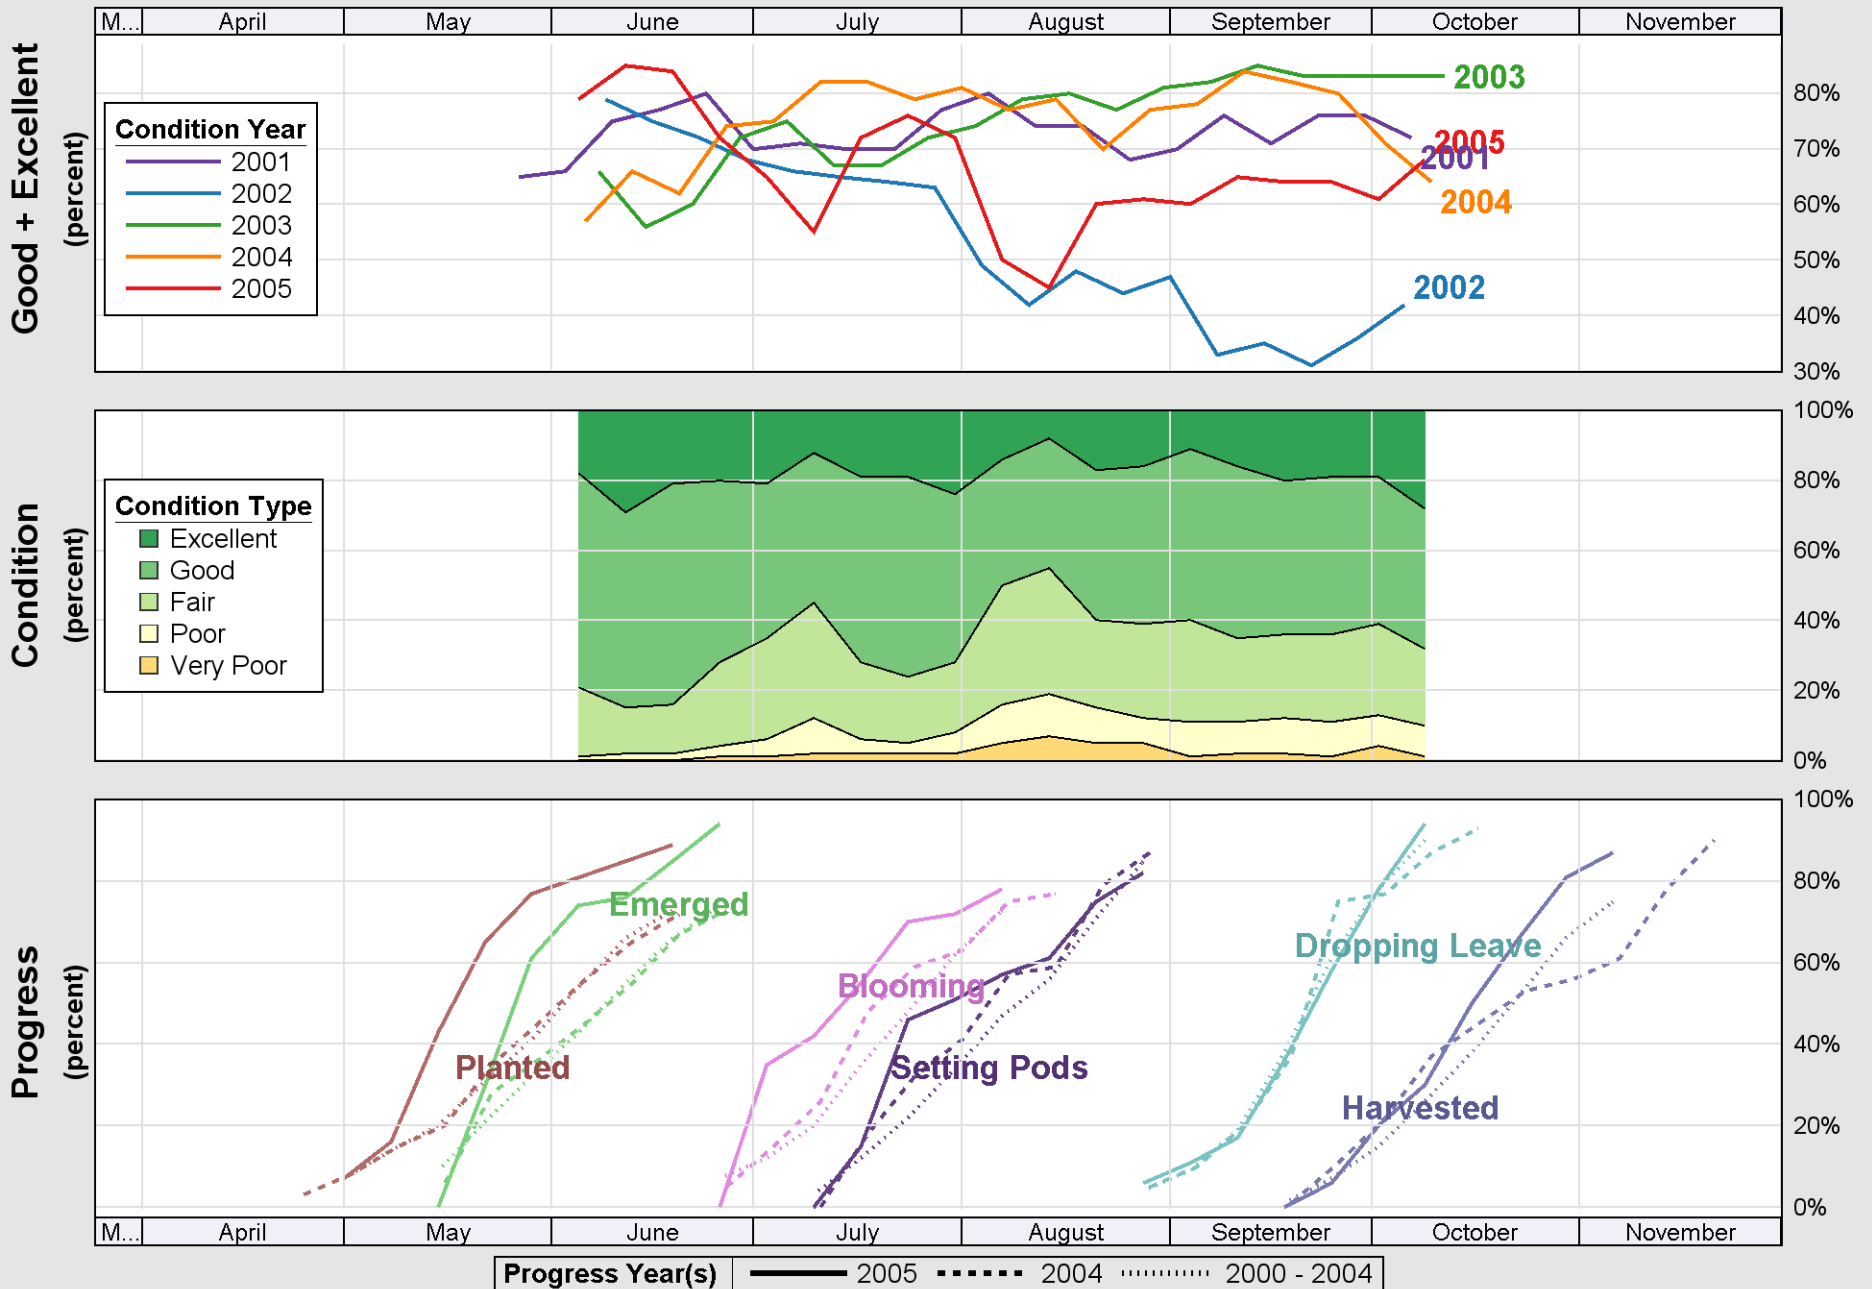 M... April May June July August September October November
Good + Excellent
(percent)
Condition Year
2001
2002
2003
2004
2005
2003
2005
2001
2004
2002
80%
70%
60%
50%
40%
30%
Condition
(percent)
Condition Type
Excellent
Good
Fair
Poor
Very Poor
100%
80%
60%
40%
20%
0%
Progress
(percent)
Emerged
Planted
Blooming
Setting Pods
Dropping Leave
Harvested
100%
80%
60%
40%
20%
0%
M... April May June July August September October November
Progress Year(s) 2005 2004 2000 - 2004